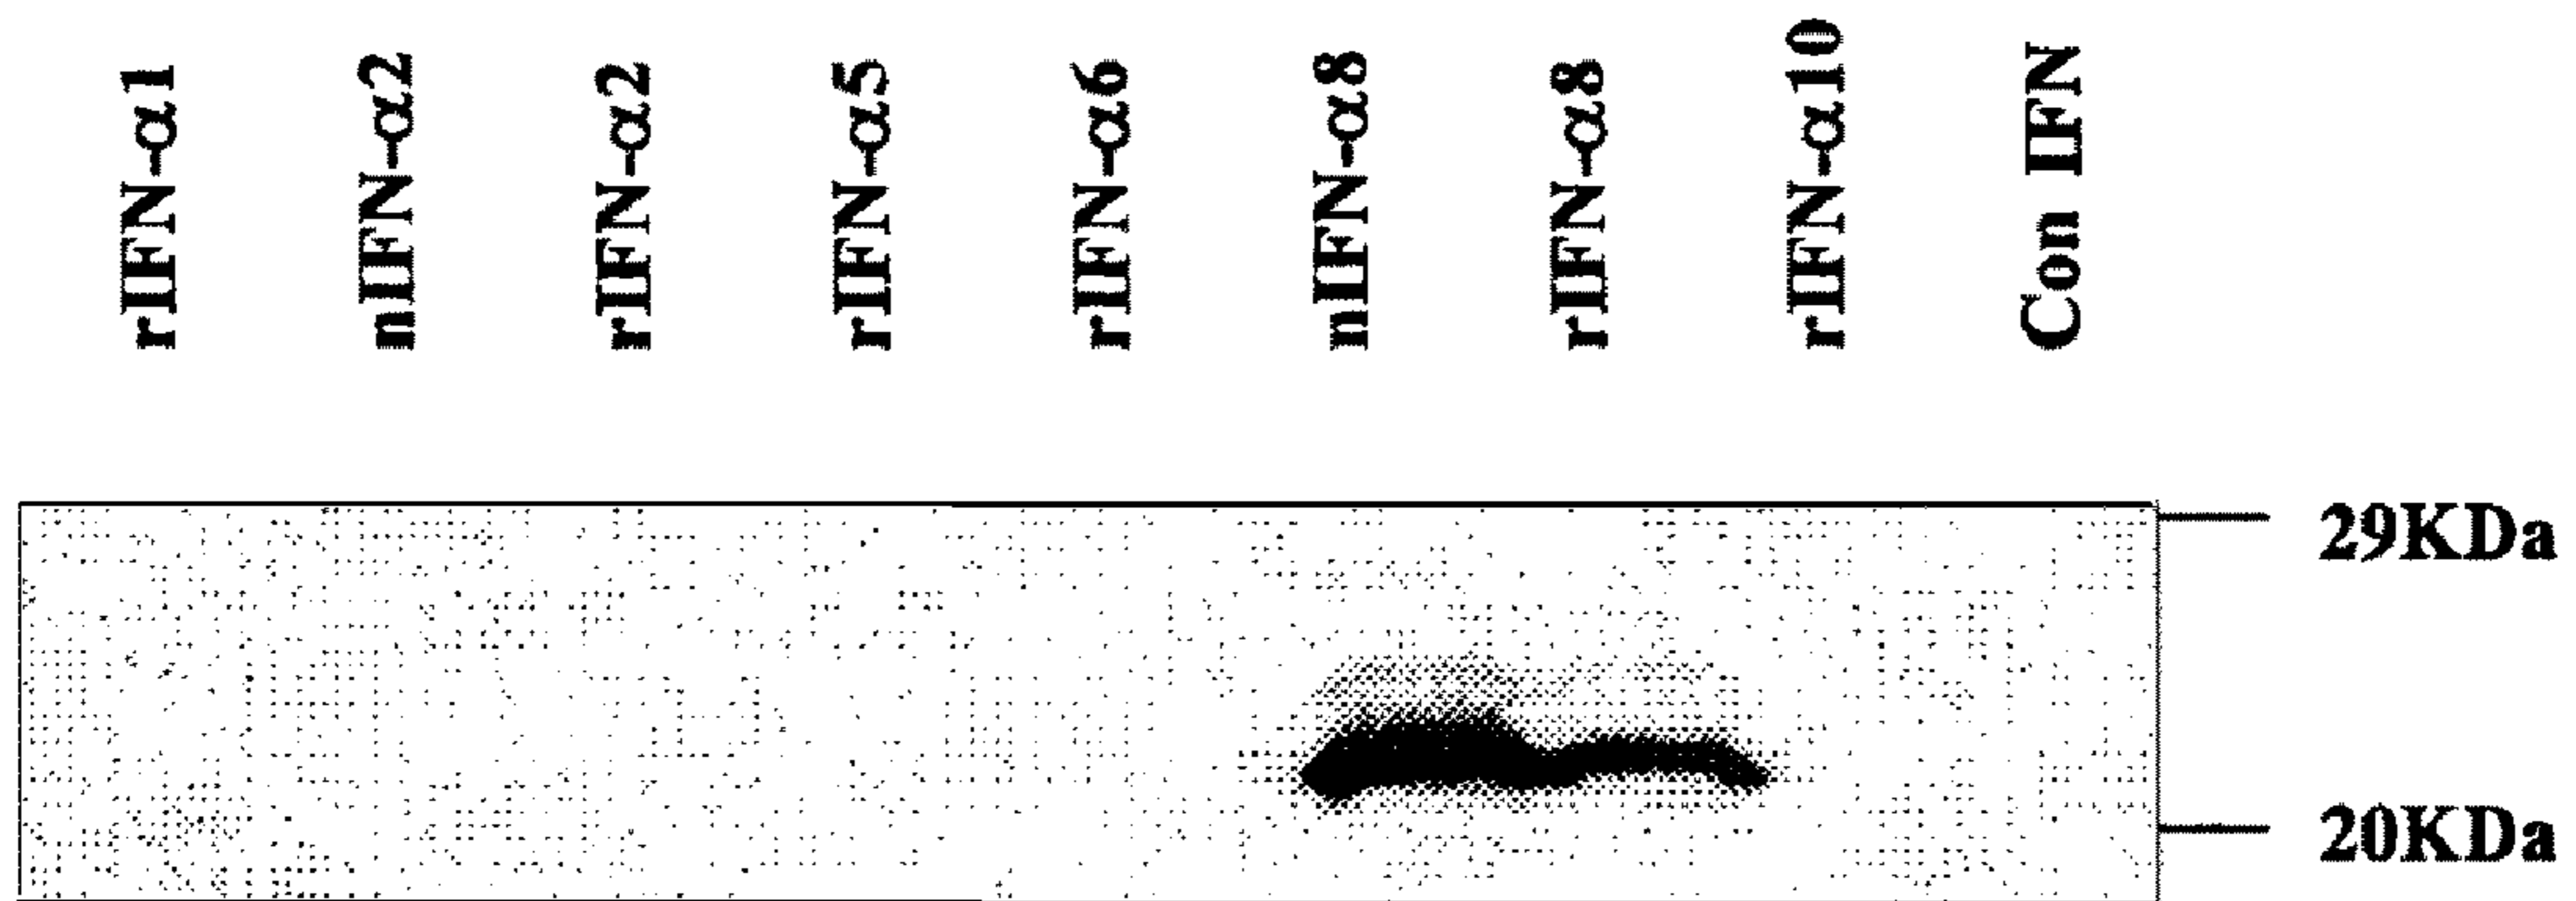 rIFN-α1
nIFN-α2
rIFN-α2
rIFN-α5
rIFN-α6
nIFN-α8
rIFN-α8
rIFN-α10
Con IFN
29KDa
20KDa